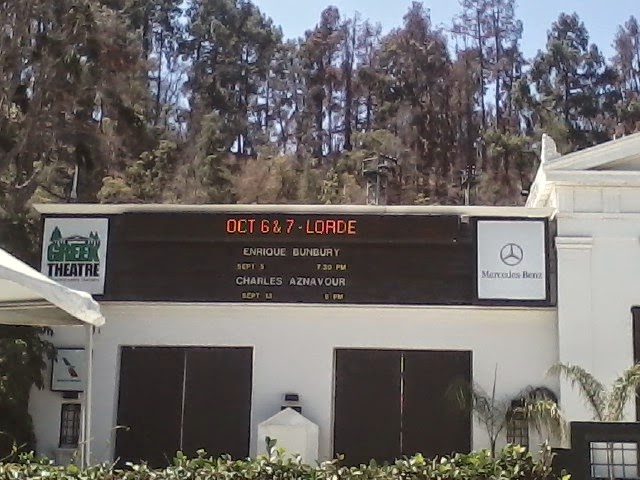 OCT 6 & 7 - LORDE
ENRIQUE BUNBURY
SEPT 5 7:30 PM
CHARLES AZNAVOUR
SEPT 13 8 PM
GREEK
THEATRE
Mercedes-Benz